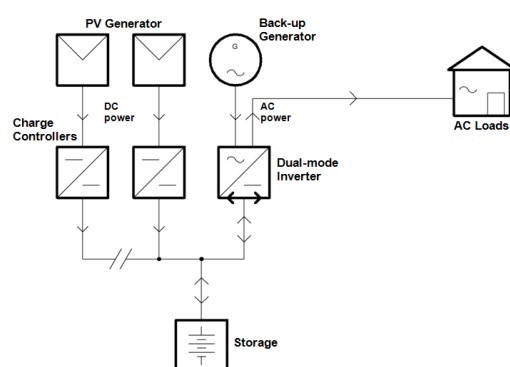 PV Generator
Back-up
Generator
G
DC
power
AC
power
Charge
Controllers
AC Loads
Dual-mode
Inverter
Storage